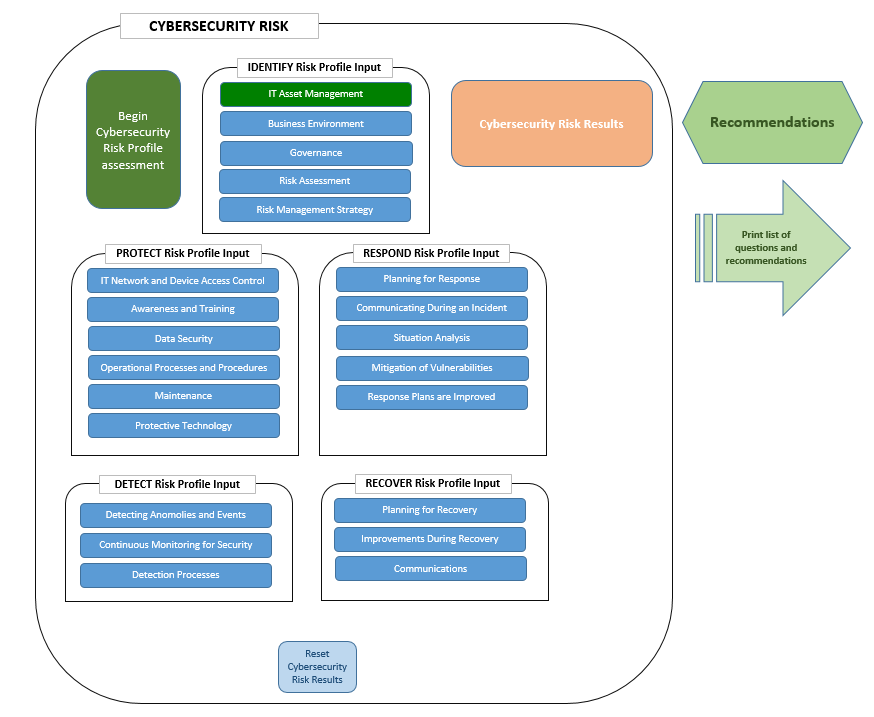 CYBERSECURITY RISK
IDENTIFY Risk Profile Input
Begin
Cybersecurity
Risk Profile
assessment
IT Asset Management
Business Environment
Governance
Risk Assessment
Risk Management Strategy
Cybersecurity Risk Results
Recommendations
Print list of
questions and
recommendations
PROTECT Risk Profile Input
IT Network and Device Access Control
Awareness and Training
Data Security
Operational Processes and Procedures
Maintenance
Protective Technology
RESPOND Risk Profile Input
Planning for Response
Communicating During an Incident
Situation Analysis
Mitigation of Vulnerabilities
Response Plans are Improved
DETECT Risk Profile Input
Detecting Anomolies and Events
Continuous Monitoring for Security
Detection Processes
RECOVER Risk Profile Input
Planning for Recovery
Improvements During Recovery
Communications
Reset
Cybersecurity
Risk Results